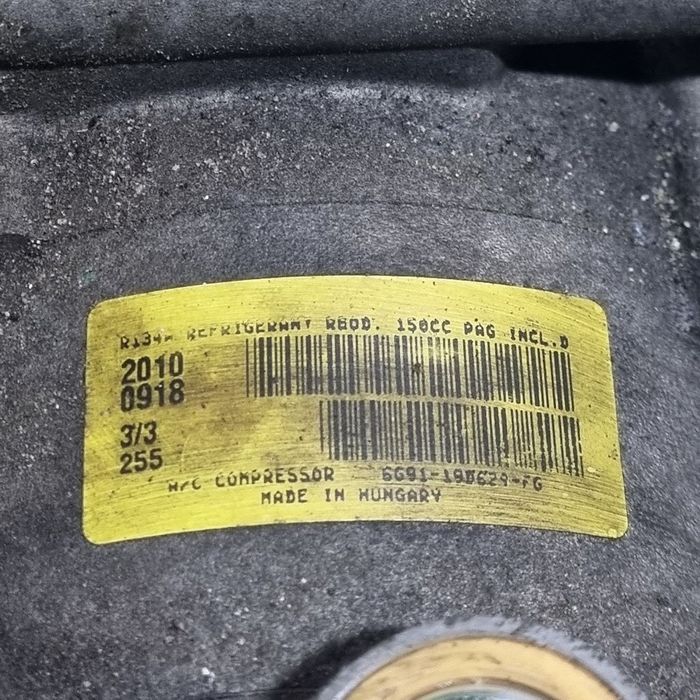 R134A REFRIGERANT REQD. 150CC PAG INCL.D
2010
0918
3/3
255
A/C COMPRESSOR 6G91-19D629-FG
MADE IN HUNGARY